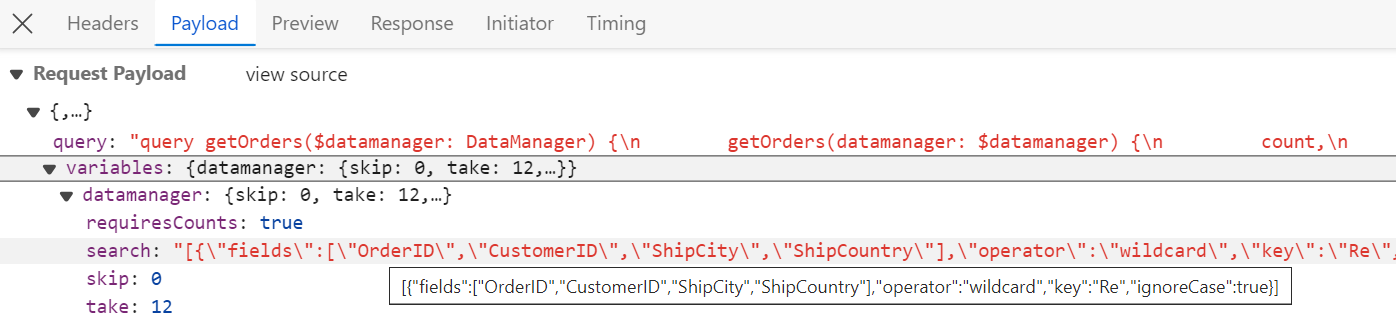 Headers Payload Preview Response Initiator Timing
Request Payload view source
{,…}
query: "query getOrders($datamanager: DataManager) {\n getOrders(datamanager: $datamanager) {\n count,\n
variables: {datamanager: {skip: 0, take: 12,…}}
datamanager: {skip: 0, take: 12,…}
requiresCounts: true
search: "[{\"fields\":[\"OrderID\",\"CustomerID\",\"ShipCity\",\"ShipCountry\"],\"operator\":\"wildcard\",\"key\":\"Re\",
skip: 0
[{"fields":["OrderID","CustomerID","ShipCity","ShipCountry"],"operator":"wildcard","key":"Re","ignoreCase":true}]
take: 12